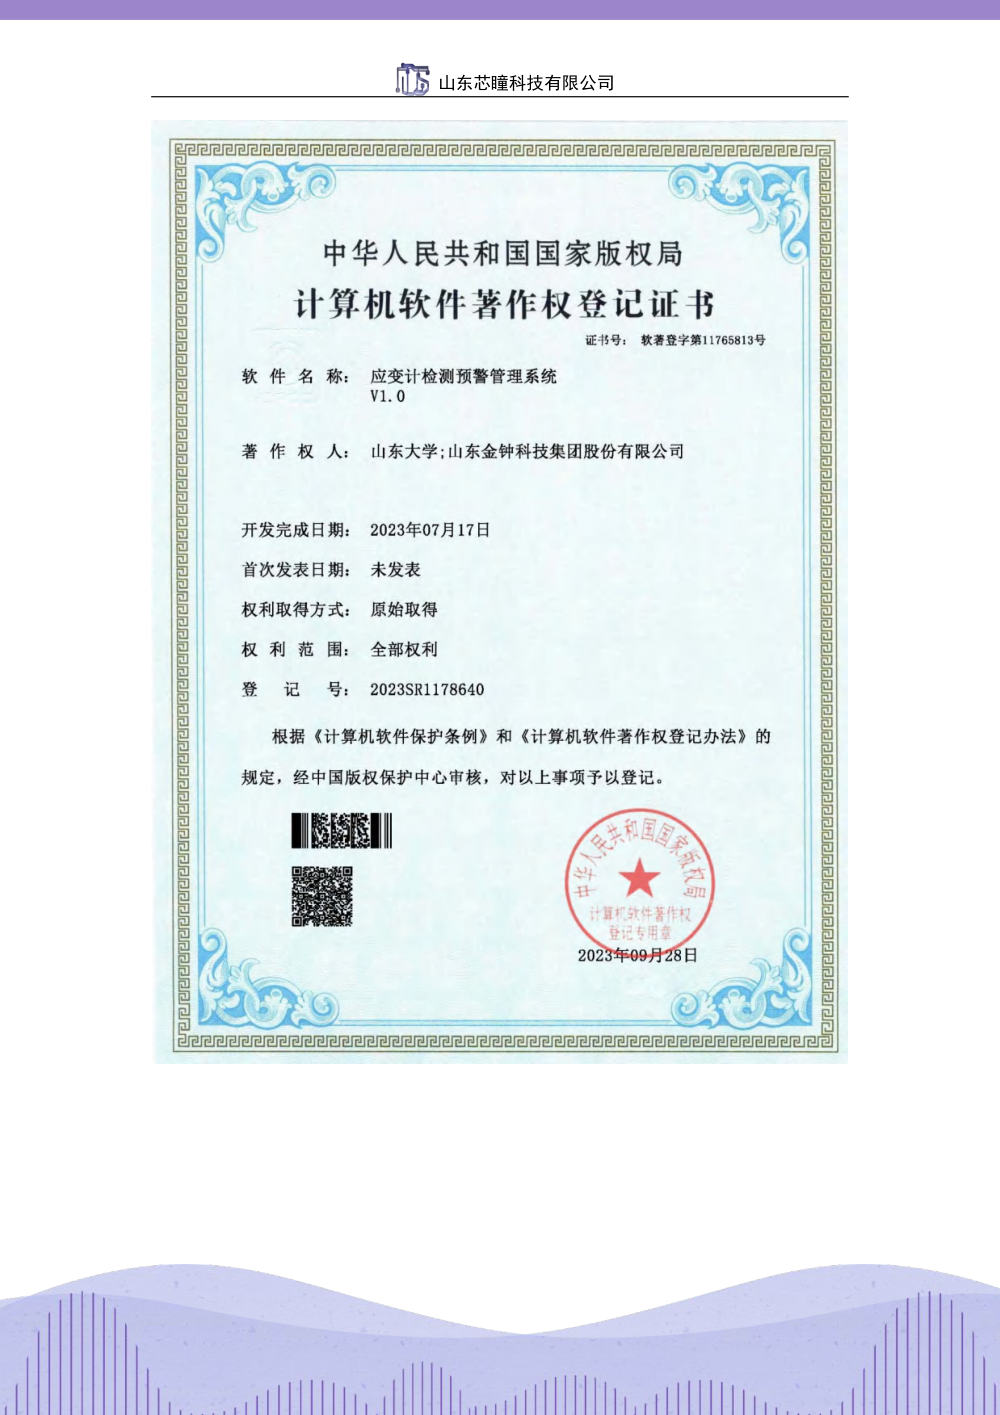 山东芯瞳科技有限公司
中华人民共和国国家版权局
计算机软件著作权登记证书
证书号： 软著登字第11765813号
软 件 名 称： 应变计检测预警管理系统
V1.0
著 作 权 人： 山东大学;山东金钟科技集团股份有限公司
开发完成日期： 2023年07月17日
首次发表日期： 未发表
权利取得方式： 原始取得
权 利 范 围： 全部权利
登 记 号： 2023SR1178640
根据《计算机软件保护条例》和《计算机软件著作权登记办法》的
规定，经中国版权保护中心审核，对以上事项予以登记。
中华人民共和国国家版权局
计算机软件著作权
登记专用章
2023年09月28日